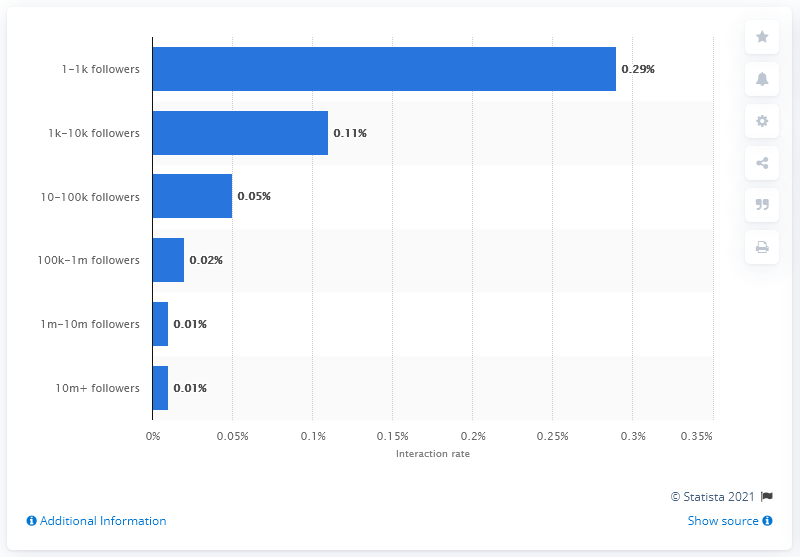 1–1k followers
0.29%
1k–10k followers
0.11%
10–100k followers
0.05%
100k–1m followers
0.02%
1m–10m followers
0.01%
10m+ followers
0.01%
0% 0.05% 0.1% 0.15% 0.2% 0.25% 0.3% 0.35%
Interaction rate
© Statista 2021
Additional Information
Show source